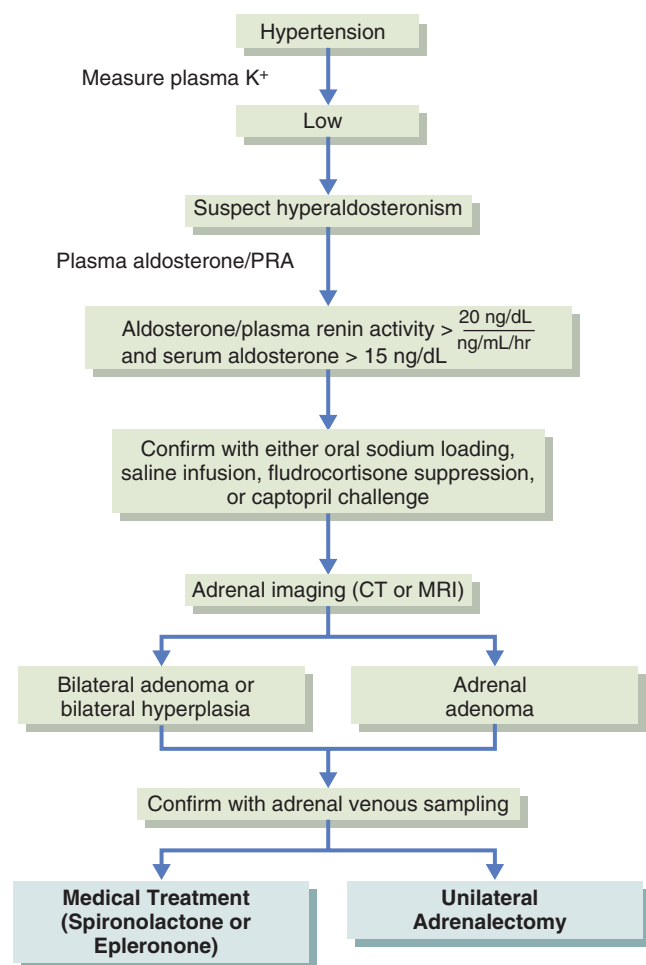 Hypertension
Measure plasma K+
Low
Suspect hyperaldosteronism
Plasma aldosterone/PRA
Aldosterone/plasma renin activity > 20 ng/dL
ng/mL/hr
and serum aldosterone > 15 ng/dL
Confirm with either oral sodium loading,
saline infusion, fludrocortisone suppression,
or captopril challenge
Adrenal imaging (CT or MRI)
Bilateral adenoma or
bilateral hyperplasia
Adrenal
adenoma
Confirm with adrenal venous sampling
Medical Treatment
(Spironolactone or
Epleronone)
Unilateral
Adrenalectomy